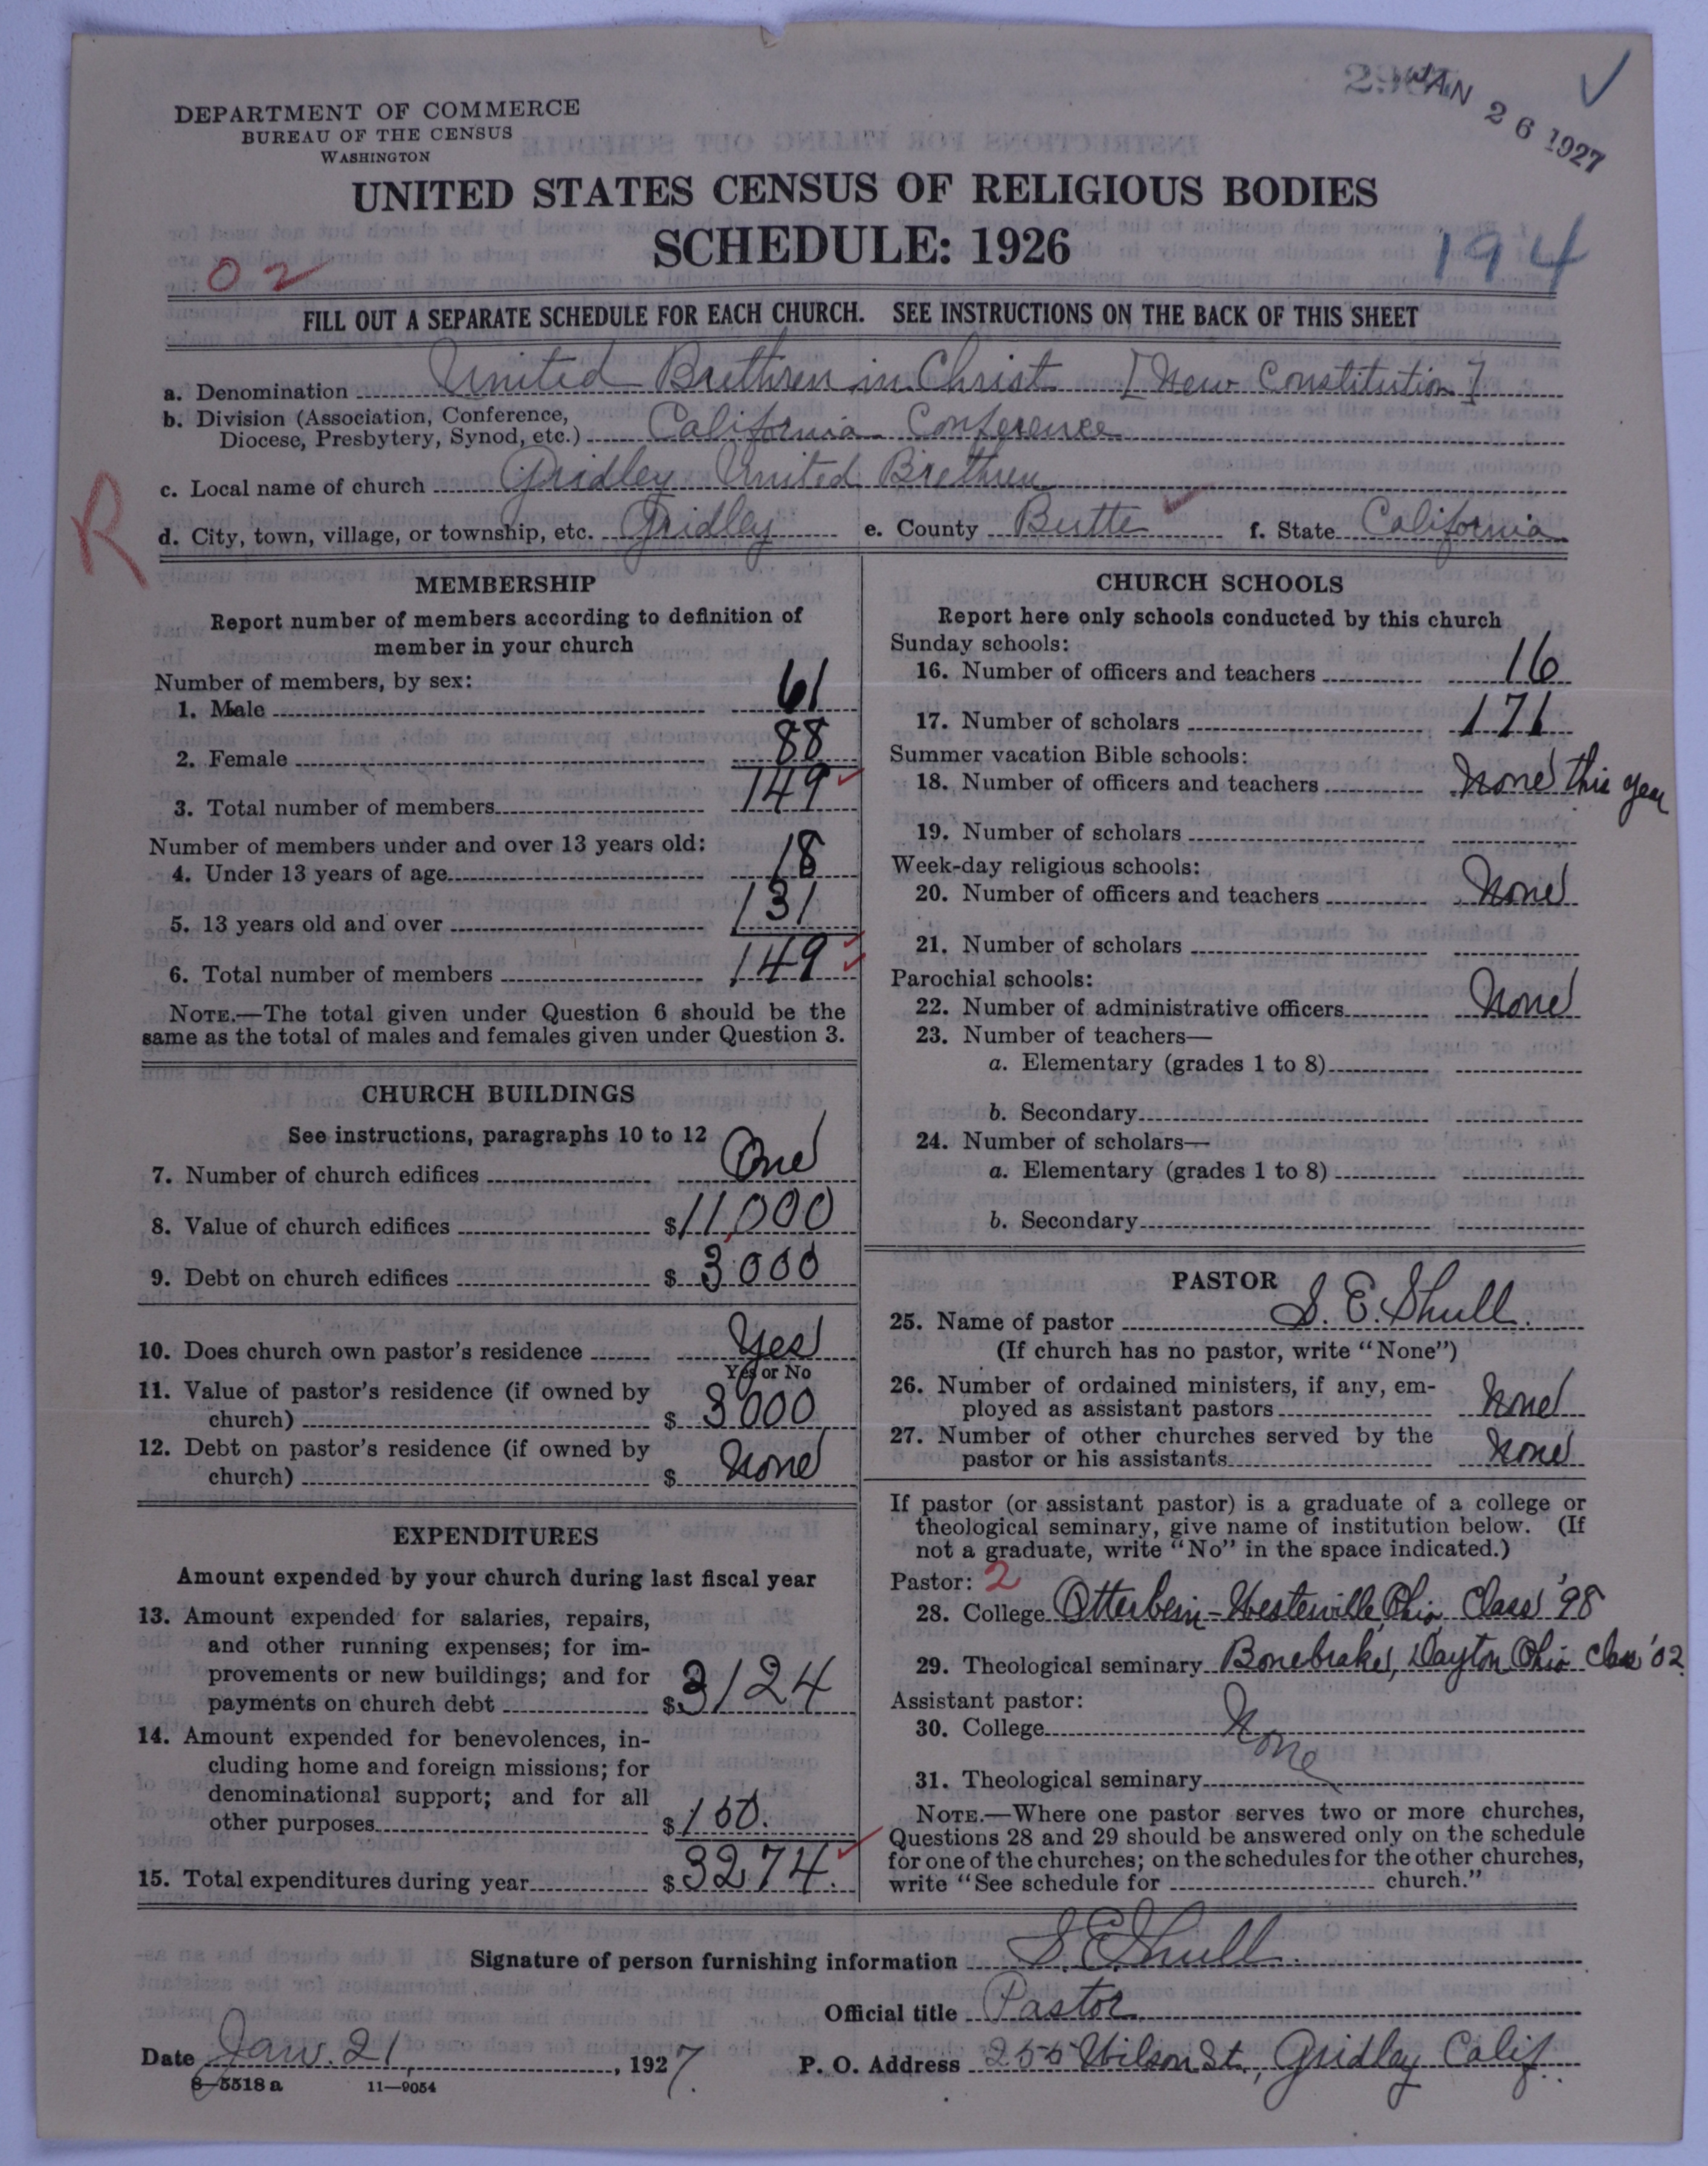 DEPARTMENT OF COMMERCE
BUREAU OF THE CENSUS
WASHINGTON
JAN 26 1927
UNITED STATES CENSUS OF RELIGIOUS BODIES
SCHEDULE: 1926
194
02
FILL OUT A SEPARATE SCHEDULE FOR EACH CHURCH. SEE INSTRUCTIONS ON THE BACK OF THIS SHEET
a. Denomination United Brethren in Christ [New Constitution]
b. Division (Association, Conference,
Diocese, Presbytery, Synod, etc.) California Conference
c. Local name of church Gridley United Brethren
R
d. City, town, village, or township, etc. Gridley e. County Butte f. State California
MEMBERSHIP
Report number of members according to definition of
member in your church
Number of members, by sex:
1. Male 61
2. Female 88
3. Total number of members 149
Number of members under and over 13 years old:
4. Under 13 years of age 18
5. 13 years old and over 131
6. Total number of members 149
NOTE.—The total given under Question 6 should be the
same as the total of males and females given under Question 3.
CHURCH BUILDINGS
See instructions, paragraphs 10 to 12
7. Number of church edifices One
8. Value of church edifices $11,000
9. Debt on church edifices $3000
10. Does church own pastor's residence Yes
Yes or No
11. Value of pastor's residence (if owned by
church) $3000
12. Debt on pastor's residence (if owned by
church) $ None
EXPENDITURES
Amount expended by your church during last fiscal year
13. Amount expended for salaries, repairs,
and other running expenses; for im-
provements or new buildings; and for
payments on church debt $3124
14. Amount expended for benevolences, in-
cluding home and foreign missions; for
denominational support; and for all
other purposes $150.
15. Total expenditures during year $3274.
CHURCH SCHOOLS
Report here only schools conducted by this church
Sunday schools:
16. Number of officers and teachers 16
17. Number of scholars 171
Summer vacation Bible schools:
18. Number of officers and teachers None this year
19. Number of scholars
Week-day religious schools:
20. Number of officers and teachers None
21. Number of scholars
Parochial schools:
22. Number of administrative officers None
23. Number of teachers—
a. Elementary (grades 1 to 8)
b. Secondary
24. Number of scholars—
a. Elementary (grades 1 to 8)
b. Secondary
PASTOR
25. Name of pastor S. E. Shull.
(If church has no pastor, write "None")
26. Number of ordained ministers, if any, em-
ployed as assistant pastors None
27. Number of other churches served by the
pastor or his assistants None
If pastor (or assistant pastor) is a graduate of a college or
theological seminary, give name of institution below. (If
not a graduate, write "No" in the space indicated.)
Pastor: 2
28. College Otterbein - Westerville, Ohio, Class '98
29. Theological seminary Bonebrake, Dayton Ohio Class '02
Assistant pastor:
30. College None
31. Theological seminary
NOTE.—Where one pastor serves two or more churches,
Questions 28 and 29 should be answered only on the schedule
for one of the churches; on the schedules for the other churches,
write "See schedule for church."
Signature of person furnishing information S. E. Shull.
Official title Pastor
Date Jan. 21, 1927. P. O. Address 255 Wilson St., Gridley Calif.
8—5518 a 11—9054